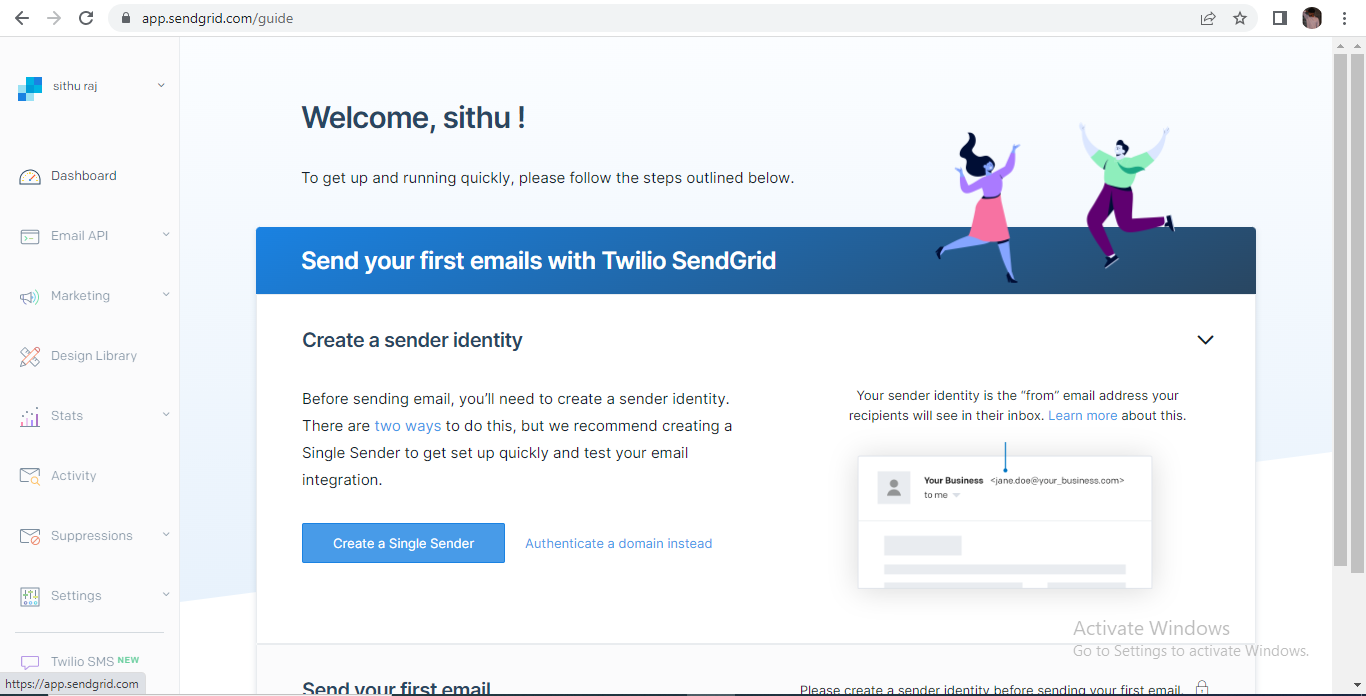 app.sendgrid.com/guide
sithu raj
Dashboard
Email API
Marketing
Design Library
Stats
Activity
Suppressions
Settings
Twilio SMS NEW
https://app.sendgrid.com
Welcome, sithu !
To get up and running quickly, please follow the steps outlined below.
Send your first emails with Twilio SendGrid
Create a sender identity
Before sending email, you’ll need to create a sender identity.
There are two ways to do this, but we recommend creating a
Single Sender to get set up quickly and test your email
integration.
Create a Single Sender
Authenticate a domain instead
Your sender identity is the “from” email address your
recipients will see in their inbox. Learn more about this.
Your Business <jane.doe@your_business.com>
to me
Activate Windows
Go to Settings to activate Windows.
Send your first email
Please create a sender identity before sending your first email.